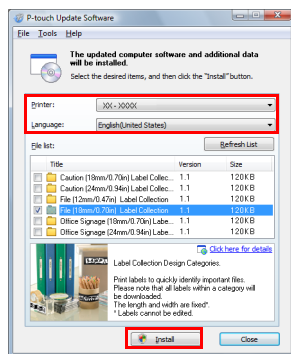 P-touch Update Software
File Tools Help
The updated computer software and additional data
will be installed.
Select the desired items, and then click the "Install" button.
Printer: XX-XXXX
Language: English(United States)
File list: Refresh List
Title Version Size
Caution (18mm/0.70in) Label Collec... 1.1 120KB
Caution (24mm/0.94in) Label Collec... 1.1 120KB
File (12mm/0.47in) Label Collection 1.1 120KB
File (18mm/0.70in) Label Collection 1.1 120KB
Office Signage (18mm/0.70in) Labe... 1.1 120KB
Office Signage (24mm/0.94in) Labe... 1.1 120KB
Click here for details
Label Collection Design Categories.
Print labels to quickly identify important files.
Please note that all labels within a category will
be downloaded.
The length and width are fixed*.
* Labels cannot be edited.
Install Close